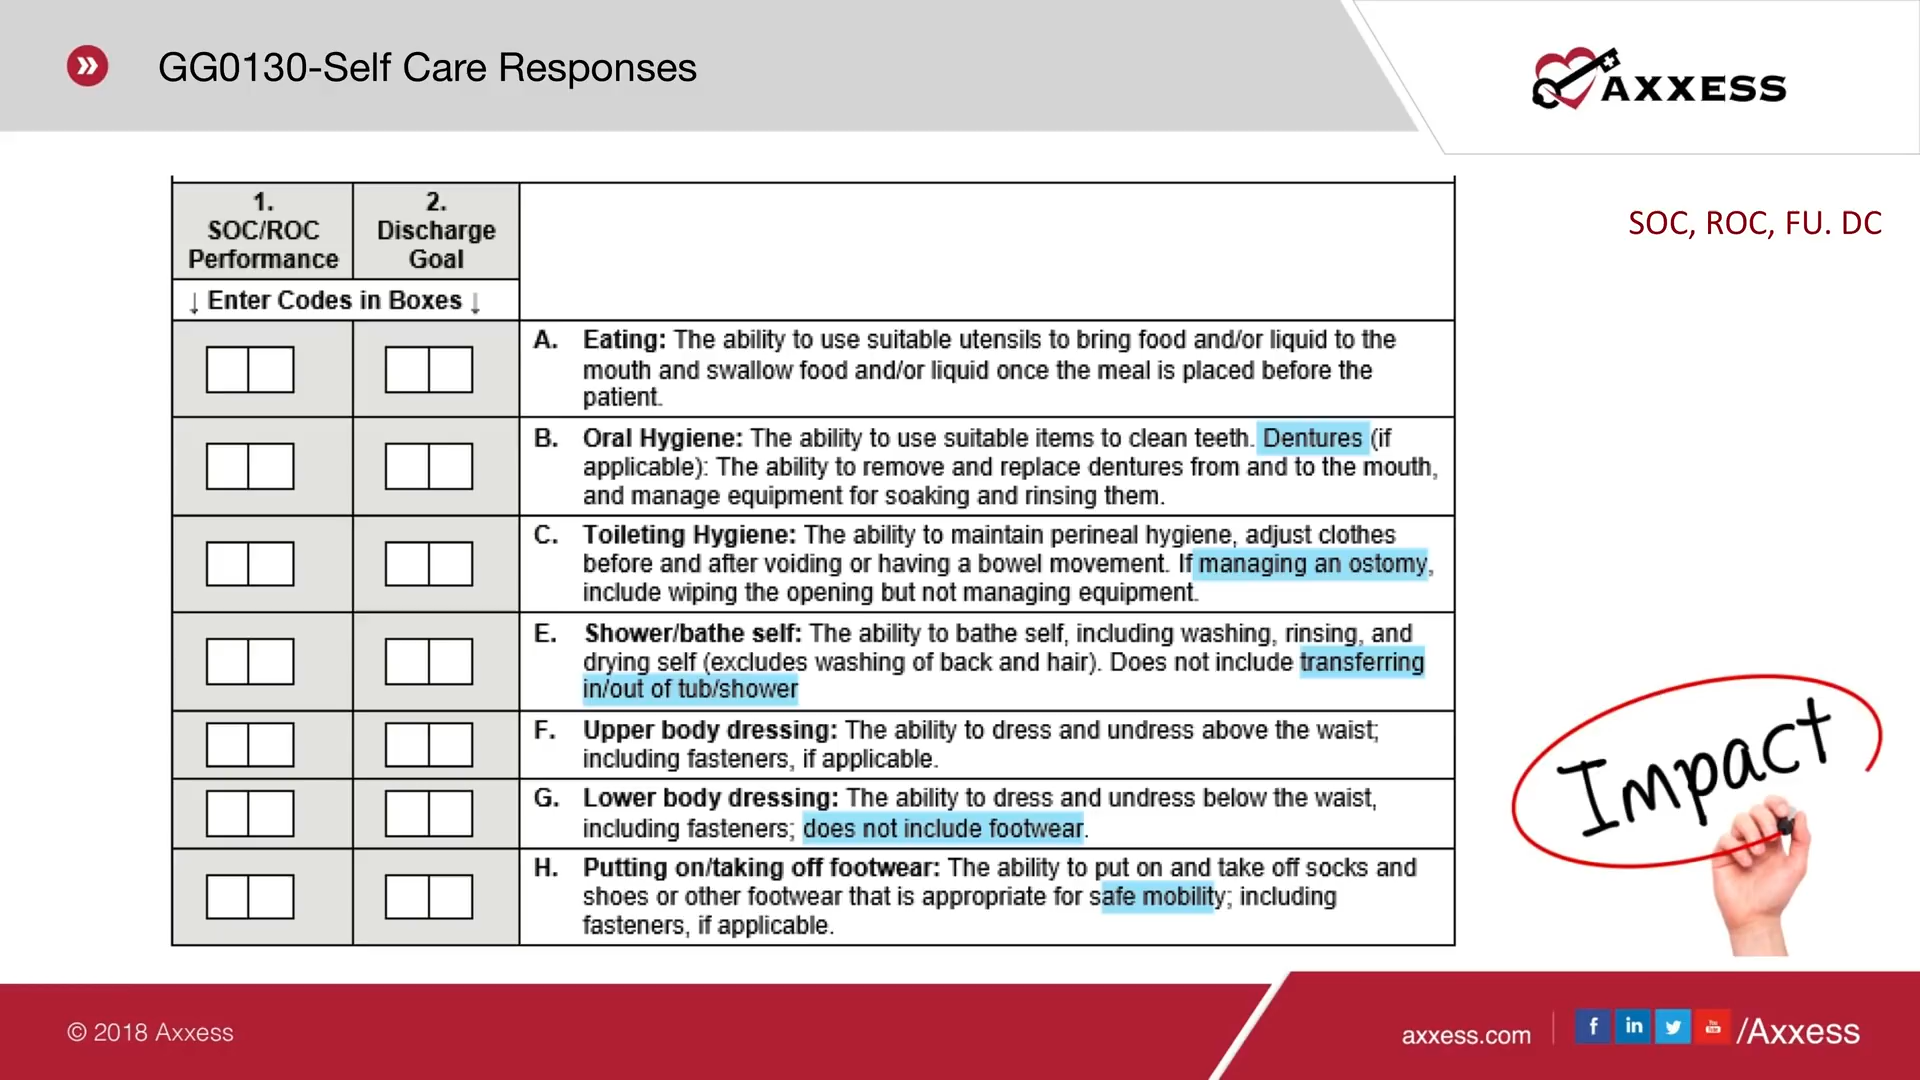 GG0130-Self Care Responses
AXXESS
SOC, ROC, FU. DC
1.
SOC/ROC
Performance
2.
Discharge
Goal
↓ Enter Codes in Boxes ↓
A. Eating: The ability to use suitable utensils to bring food and/or liquid to the
mouth and swallow food and/or liquid once the meal is placed before the
patient.
B. Oral Hygiene: The ability to use suitable items to clean teeth. Dentures (if
applicable): The ability to remove and replace dentures from and to the mouth,
and manage equipment for soaking and rinsing them.
C. Toileting Hygiene: The ability to maintain perineal hygiene, adjust clothes
before and after voiding or having a bowel movement. If managing an ostomy,
include wiping the opening but not managing equipment.
E. Shower/bathe self: The ability to bathe self, including washing, rinsing, and
drying self (excludes washing of back and hair). Does not include transferring
in/out of tub/shower
F. Upper body dressing: The ability to dress and undress above the waist;
including fasteners, if applicable.
G. Lower body dressing: The ability to dress and undress below the waist,
including fasteners; does not include footwear.
H. Putting on/taking off footwear: The ability to put on and take off socks and
shoes or other footwear that is appropriate for safe mobility; including
fasteners, if applicable.
Impact
© 2018 Axxess
axxess.com
/Axxess